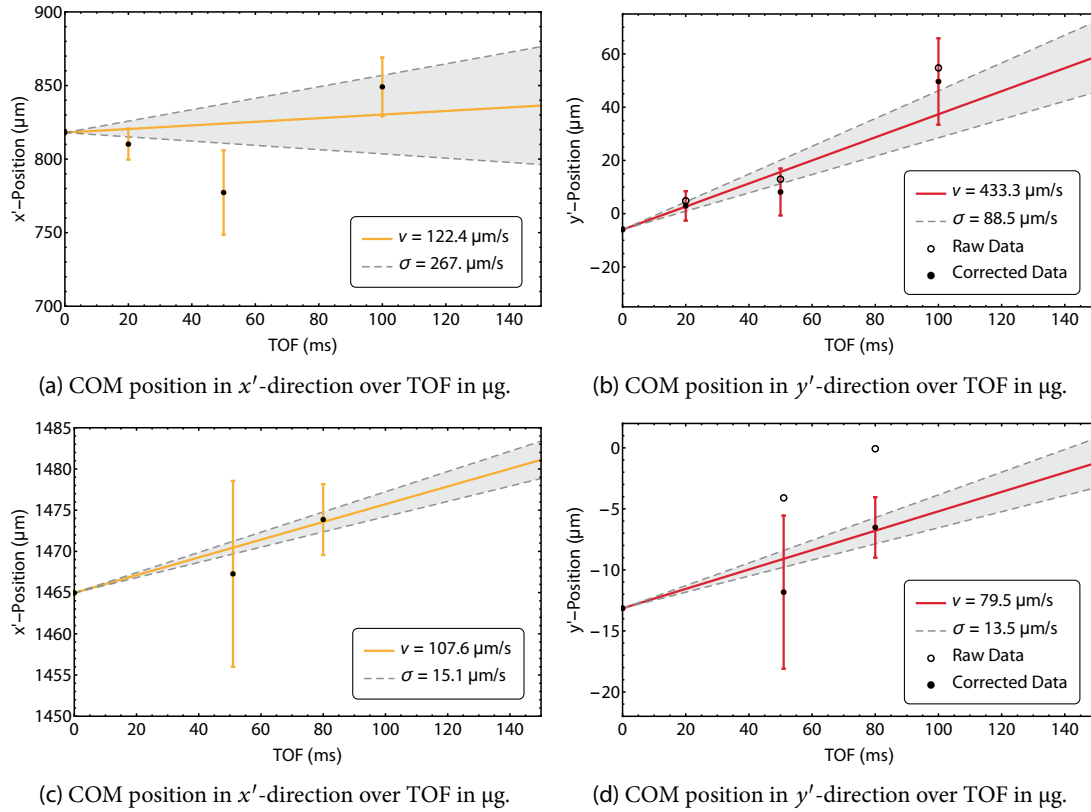 900
850
800
750
700
x′−Position (μm)
v = 122.4 μm/s
σ = 267. μm/s
0 20 40 60 80 100 120 140
TOF (ms)
(a) COM position in x′-direction over TOF in μg.
60
40
20
0
−20
y′−Position (μm)
v = 433.3 μm/s
σ = 88.5 μm/s
Raw Data
Corrected Data
0 20 40 60 80 100 120 140
TOF (ms)
(b) COM position in y′-direction over TOF in μg.
1485
1480
1475
1470
1465
1460
1455
1450
x′−Position (μm)
v = 107.6 μm/s
σ = 15.1 μm/s
0 20 40 60 80 100 120 140
TOF (ms)
(c) COM position in x′-direction over TOF in μg.
0
−5
−10
−15
−20
y′−Position (μm)
v = 79.5 μm/s
σ = 13.5 μm/s
Raw Data
Corrected Data
0 20 40 60 80 100 120 140
TOF (ms)
(d) COM position in y′-direction over TOF in μg.